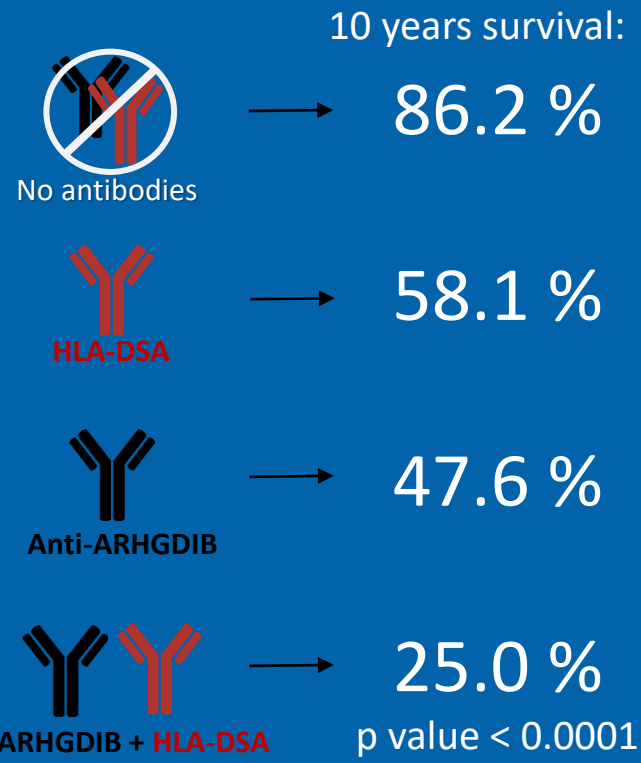 10 years survival:
86.2 %
No antibodies
58.1 %
HLA-DSA
47.6 %
Anti-ARHGDIB
25.0 %
ARHGDIB + HLA-DSA
p value < 0.0001